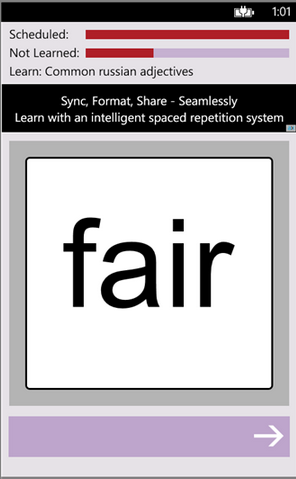 1:01
Scheduled:
Not Learned:
Learn: Common russian adjectives
Sync, Format, Share - Seamlessly
Learn with an intelligent spaced repetition system
fair